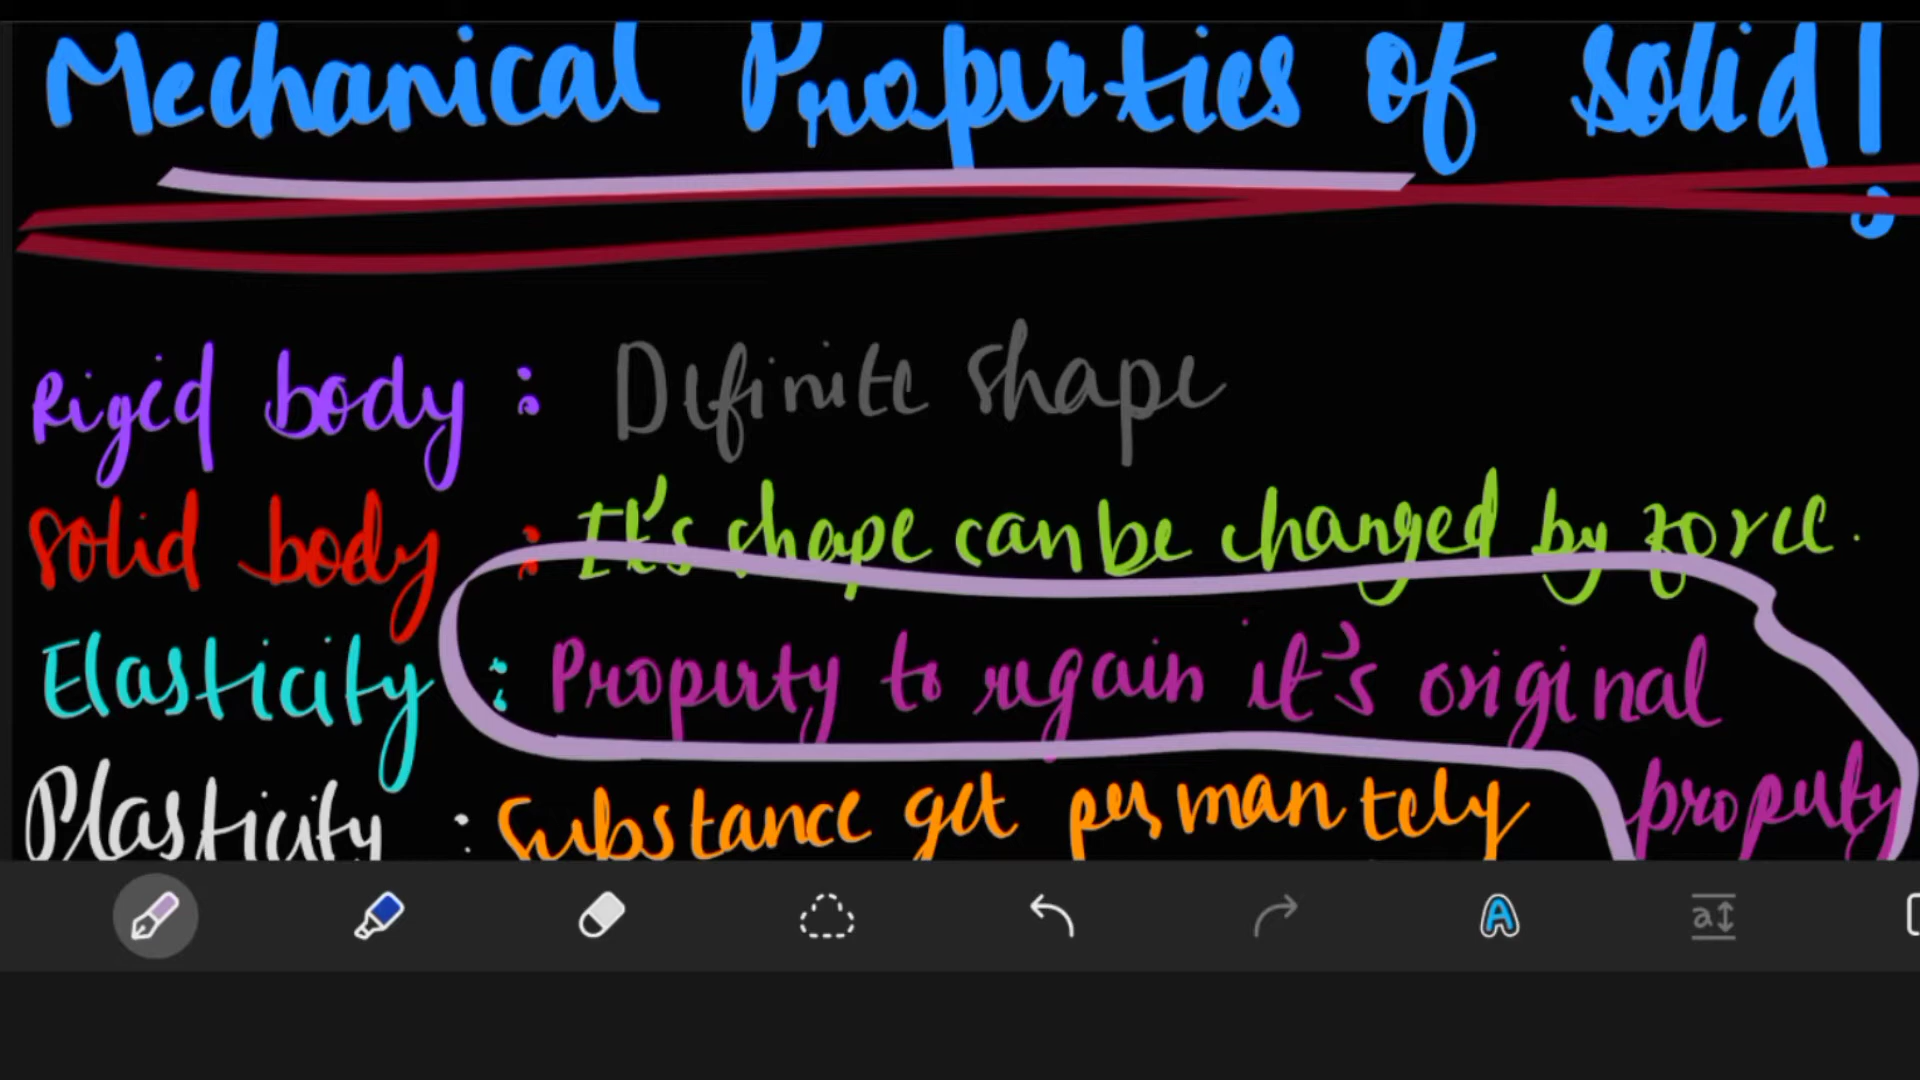 Mechanical Properties of Solid!
Rigid body : Definite shape
Solid body : It's shape can be changed by force.
Elasticity : Property to regain it's original
property
Plasticity : Substance get permantely